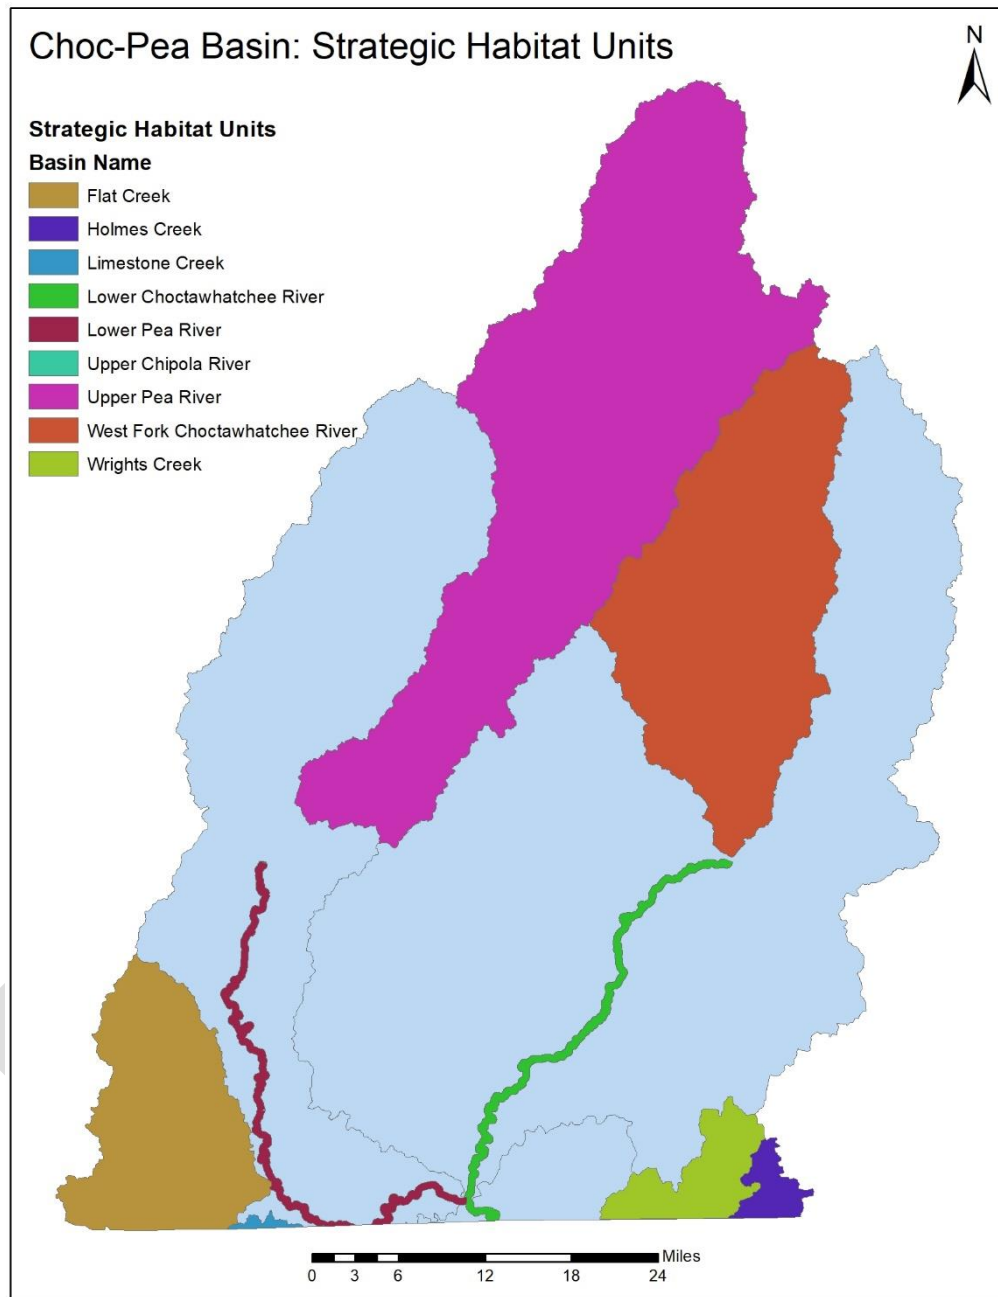 Choc-Pea Basin: Strategic Habitat Units
N
Strategic Habitat Units
Basin Name
Flat Creek
Holmes Creek
Limestone Creek
Lower Choctawhatchee River
Lower Pea River
Upper Chipola River
Upper Pea River
West Fork Choctawhatchee River
Wrights Creek
Miles
0 3 6 12 18 24